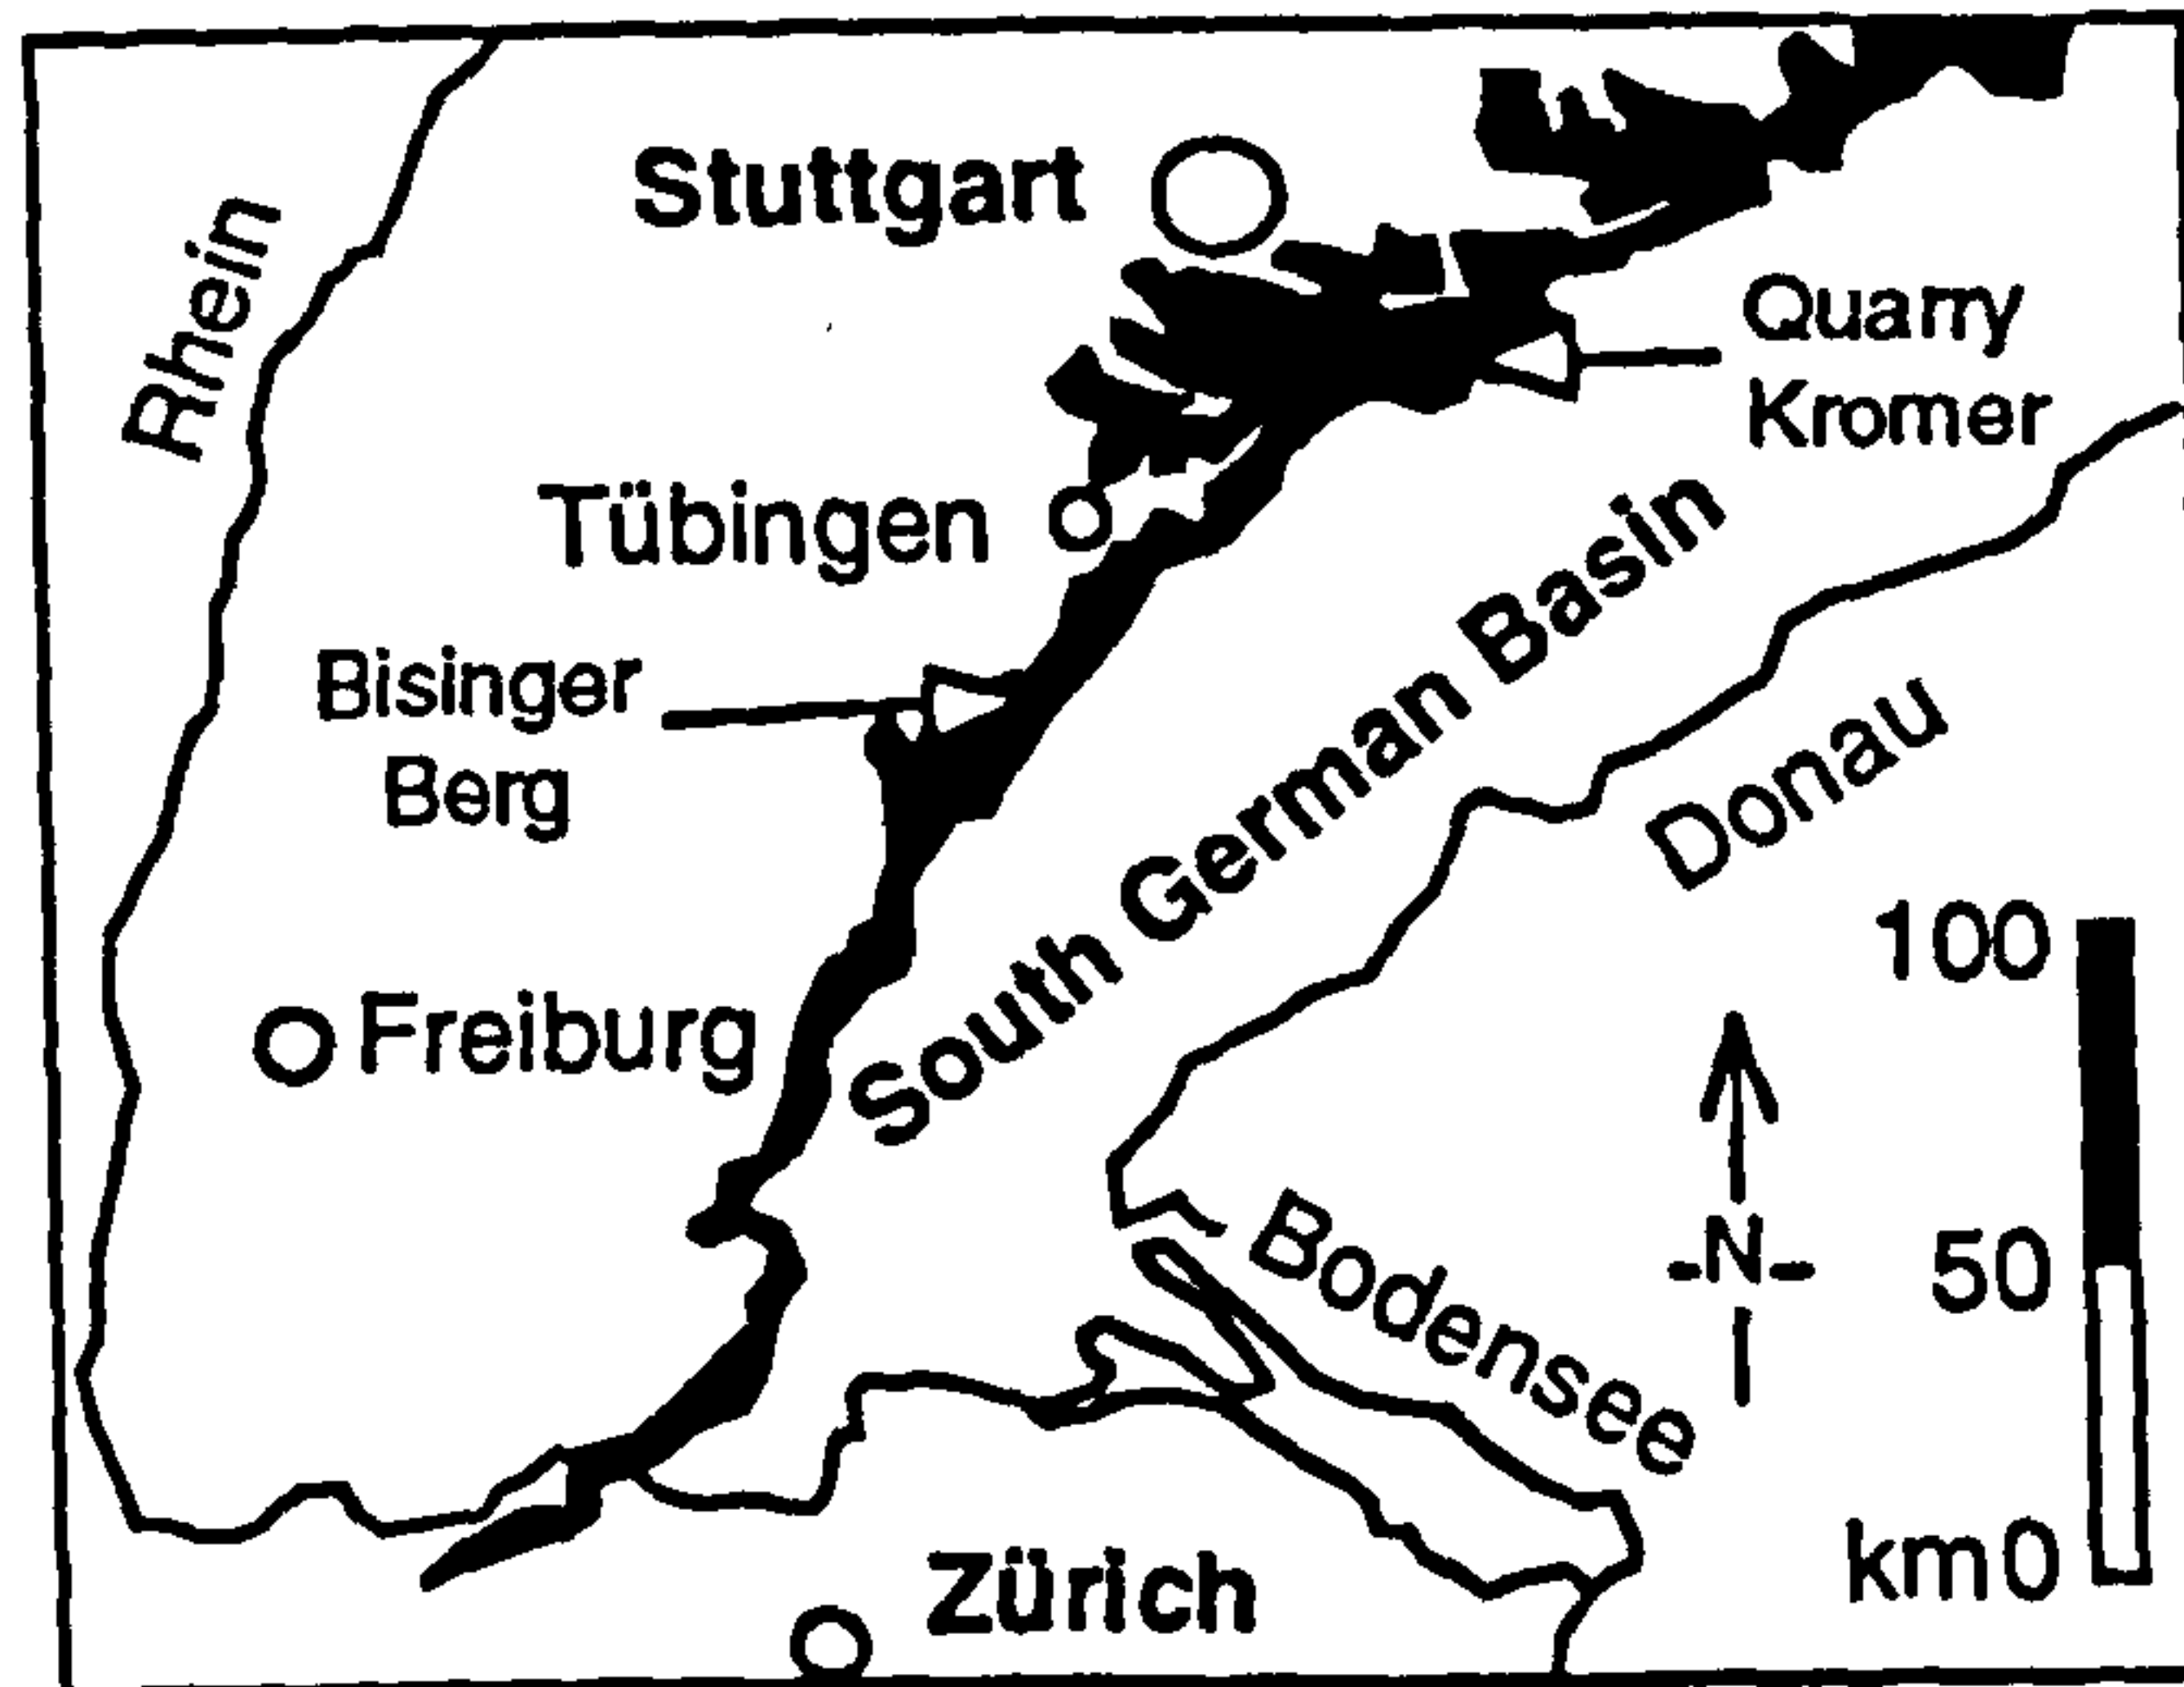 Stuttgart
Rhein
Quarry
Kromer
Tübingen
Bisinger
Berg
South German Basin
Donau
100
Freiburg
-N-
50
Bodensee
km0
Zürich